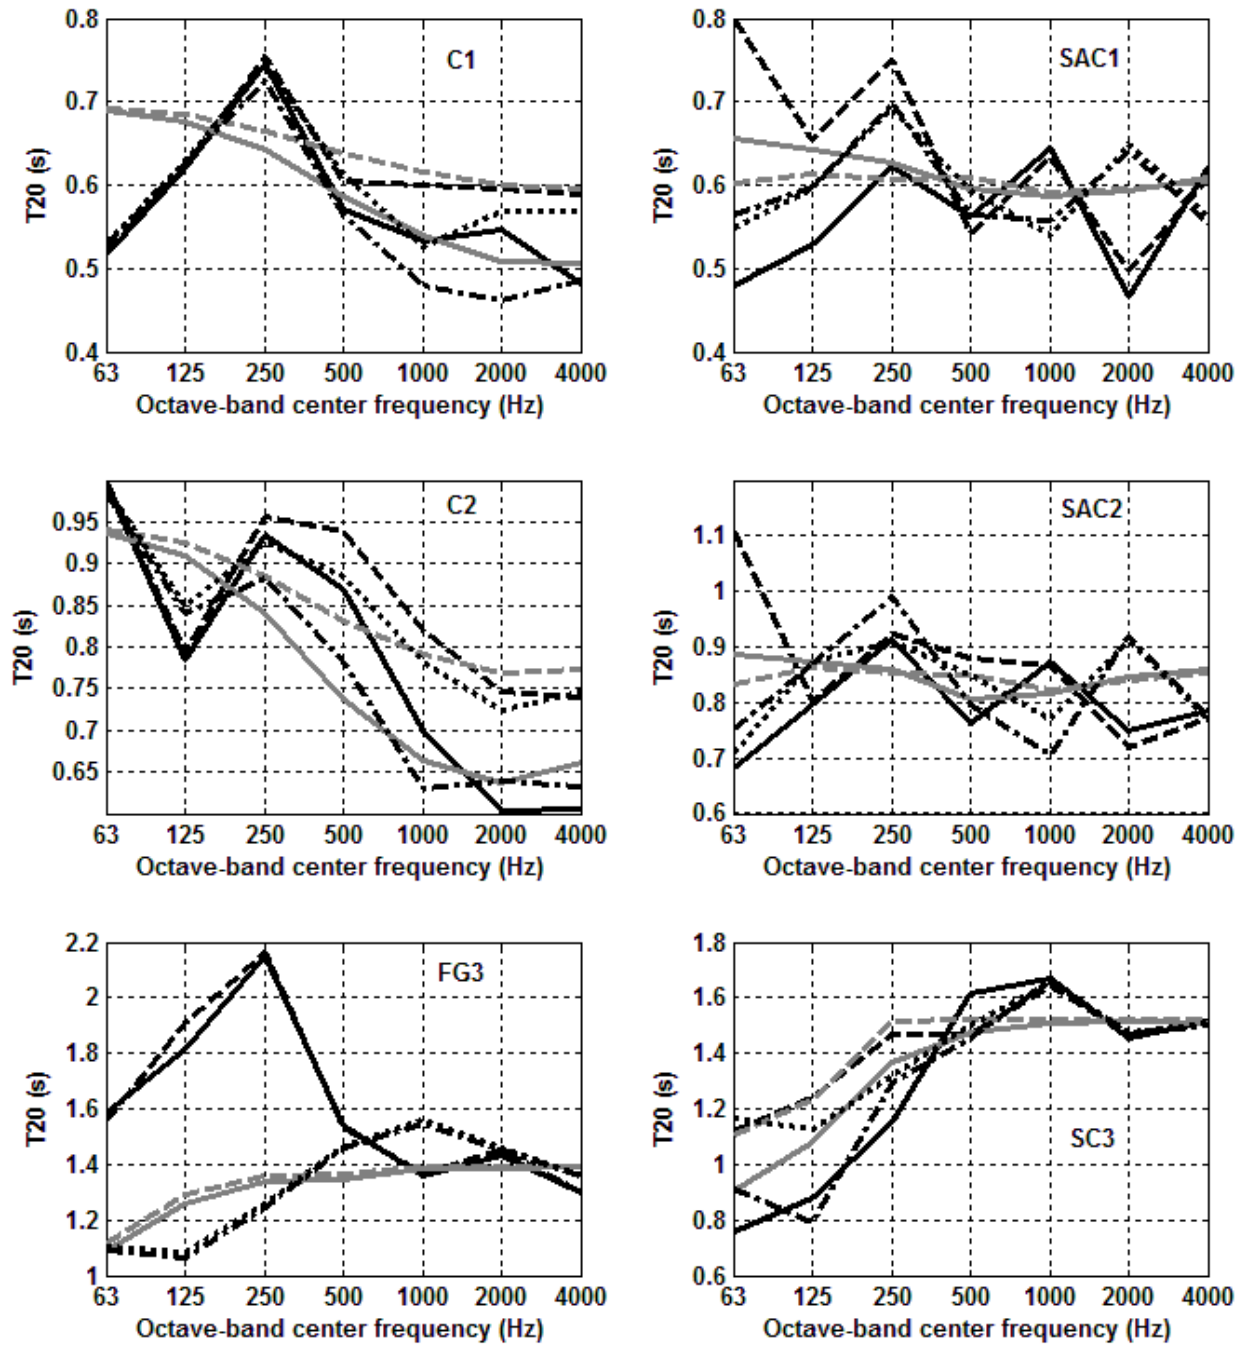 0.8
0.7
0.6
0.5
0.4
T20 (s)
C1
63 125 250 500 1000 2000 4000
Octave-band center frequency (Hz)
0.8
0.7
0.6
0.5
0.4
T20 (s)
SAC1
63 125 250 500 1000 2000 4000
Octave-band center frequency (Hz)
0.95
0.9
0.85
0.8
0.75
0.7
0.65
T20 (s)
C2
63 125 250 500 1000 2000 4000
Octave-band center frequency (Hz)
1.1
1
0.9
0.8
0.7
0.6
T20 (s)
SAC2
63 125 250 500 1000 2000 4000
Octave-band center frequency (Hz)
2.2
2
1.8
1.6
1.4
1.2
1
T20 (s)
FG3
63 125 250 500 1000 2000 4000
Octave-band center frequency (Hz)
1.8
1.6
1.4
1.2
1
0.8
0.6
T20 (s)
SC3
63 125 250 500 1000 2000 4000
Octave-band center frequency (Hz)